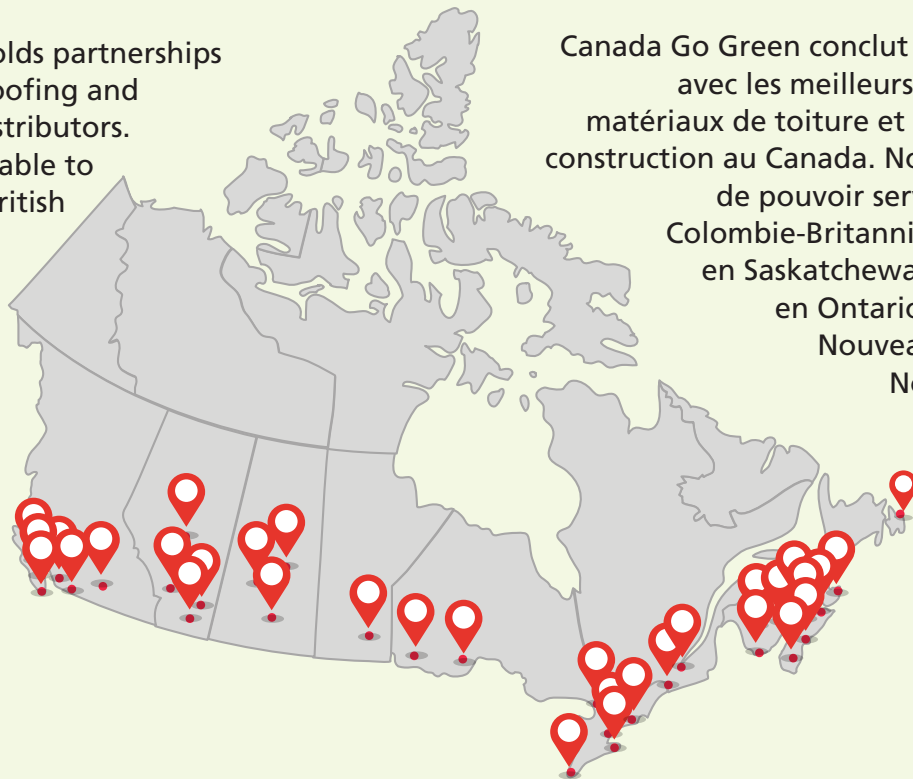 olds partnerships
oofing and
stributors.
able to
ritish
Canada Go Green conclut
avec les meilleurs
matériaux de toiture et
construction au Canada. No
de pouvoir ser
Colombie-Britanni
en Saskatchewa
en Ontario
Nouvea
No